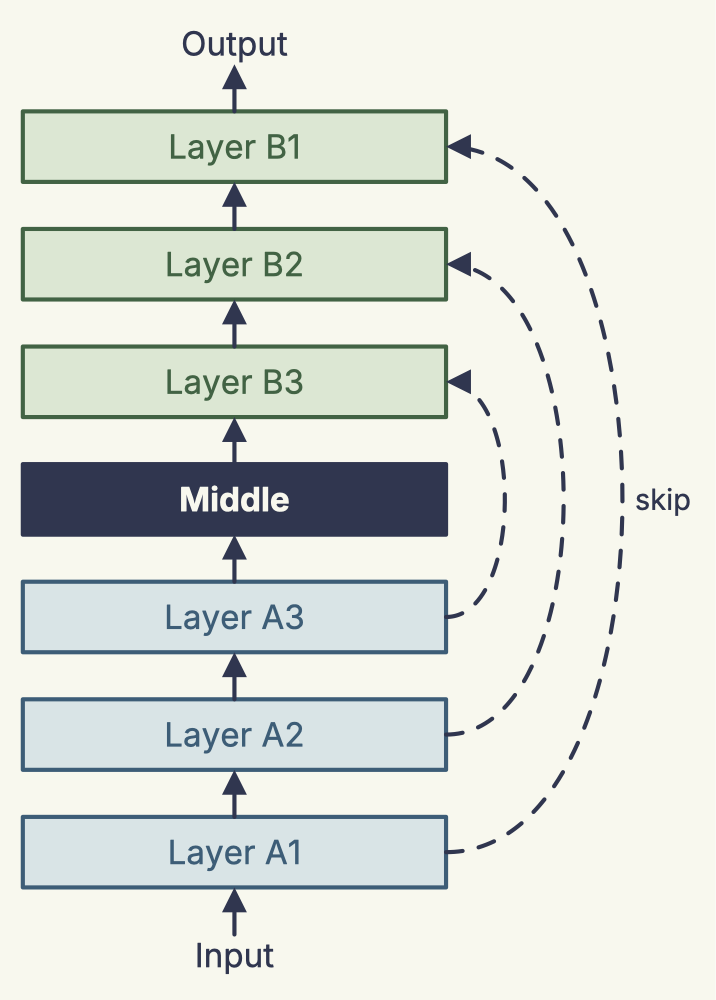 Output
Layer B1
Layer B2
Layer B3
Middle
skip
Layer A3
Layer A2
Layer A1
Input